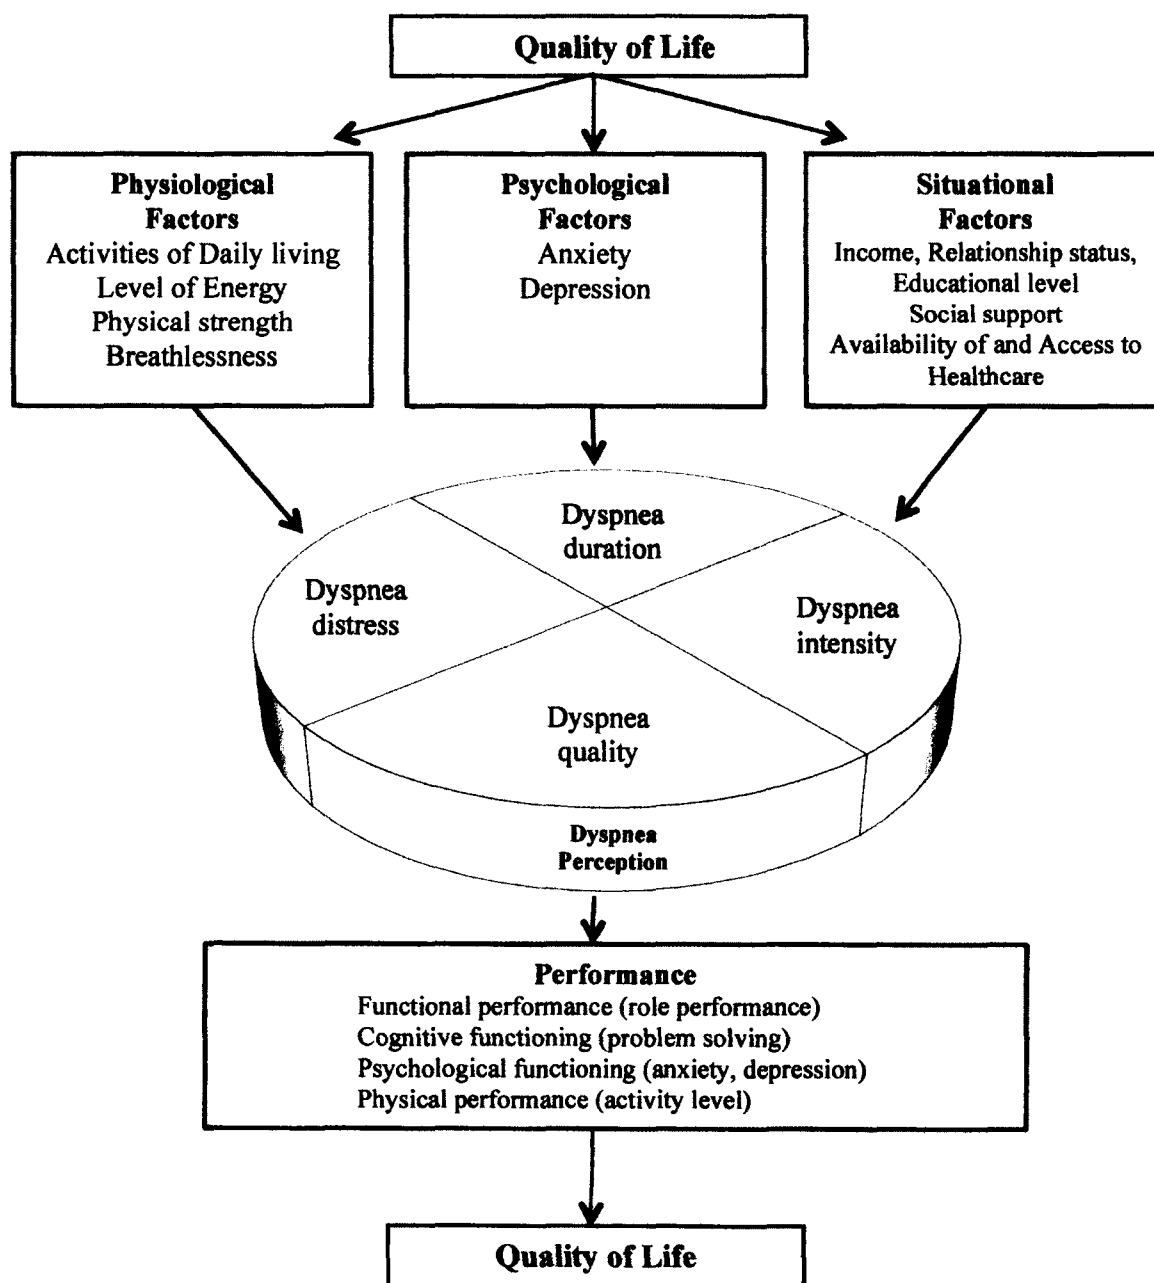 Quality of Life
Physiological
Factors
Activities of Daily living
Level of Energy
Physical strength
Breathlessness
Psychological
Factors
Anxiety
Depression
Situational
Factors
Income, Relationship status,
Educational level
Social support
Availability of and Access to
Healthcare
Dyspnea
duration
Dyspnea
distress
Dyspnea
intensity
Dyspnea
quality
Dyspnea
Perception
Performance
Functional performance (role performance)
Cognitive functioning (problem solving)
Psychological functioning (anxiety, depression)
Physical performance (activity level)
Quality of Life